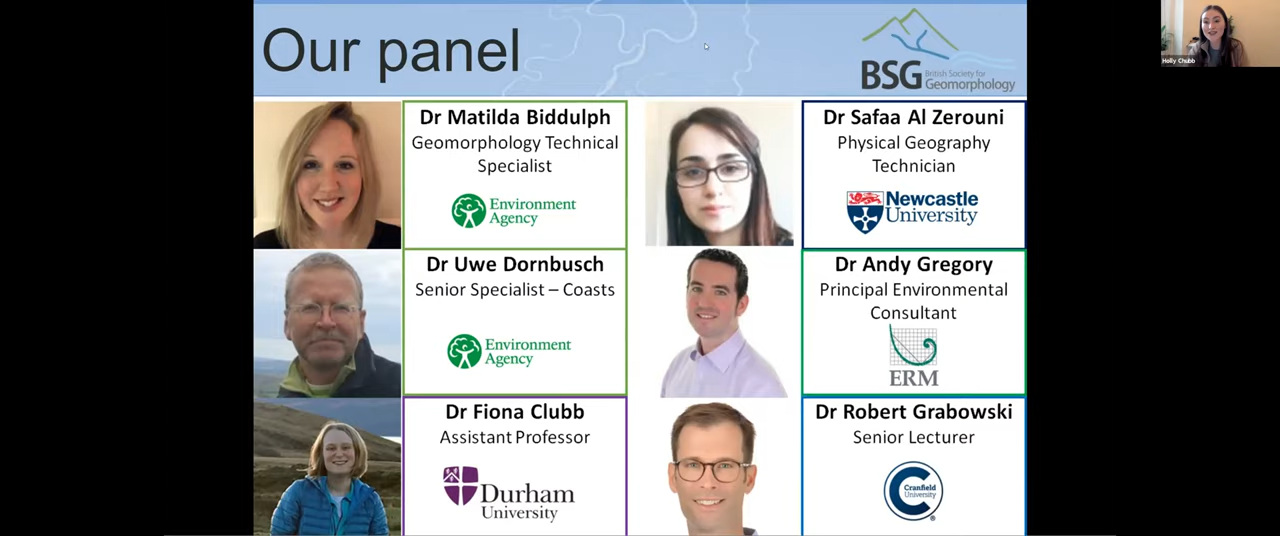 Our panel
BSG British Society for
Geomorphology
Holly Chubb
Dr Matilda Biddulph
Geomorphology Technical
Specialist
Environment
Agency
Dr Safaa Al Zerouni
Physical Geography
Technician
Newcastle
University
Dr Uwe Dornbusch
Senior Specialist – Coasts
Environment
Agency
Dr Andy Gregory
Principal Environmental
Consultant
ERM
Dr Fiona Clubb
Assistant Professor
Durham
University
Dr Robert Grabowski
Senior Lecturer
Cranfield
University
®